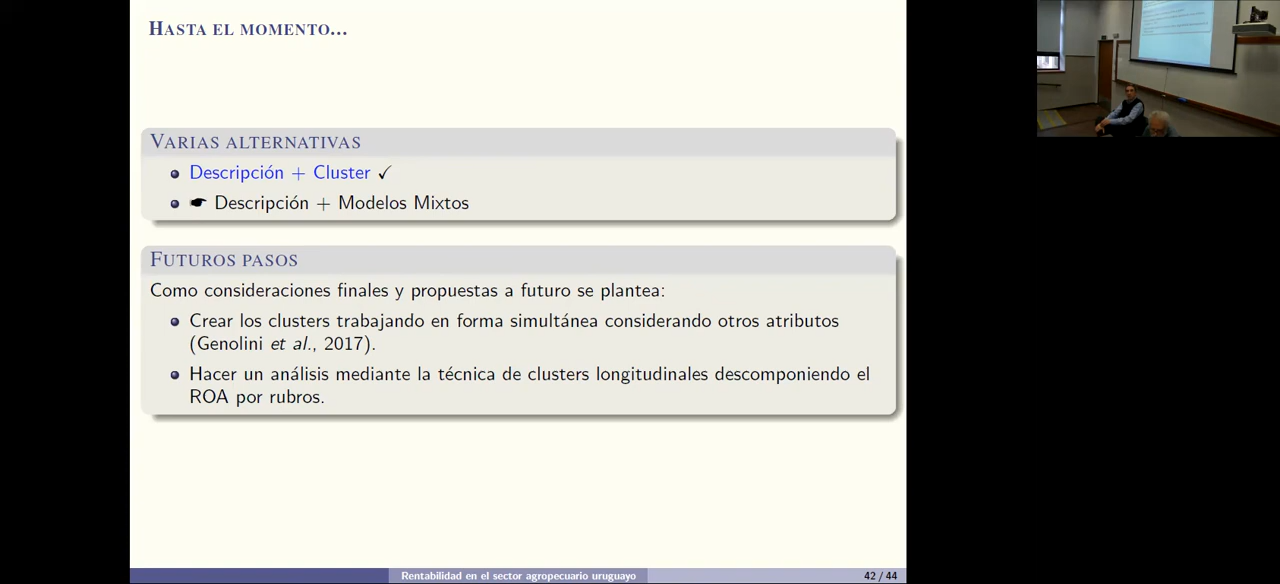 HASTA EL MOMENTO...
VARIAS ALTERNATIVAS
Descripción + Cluster ✓
☛ Descripción + Modelos Mixtos
FUTUROS PASOS
Como consideraciones finales y propuestas a futuro se plantea:
Crear los clusters trabajando en forma simultánea considerando otros atributos
(Genolini et al., 2017).
Hacer un análisis mediante la técnica de clusters longitudinales descomponiendo el
ROA por rubros.
Rentabilidad en el sector agropecuario uruguayo
42 / 44